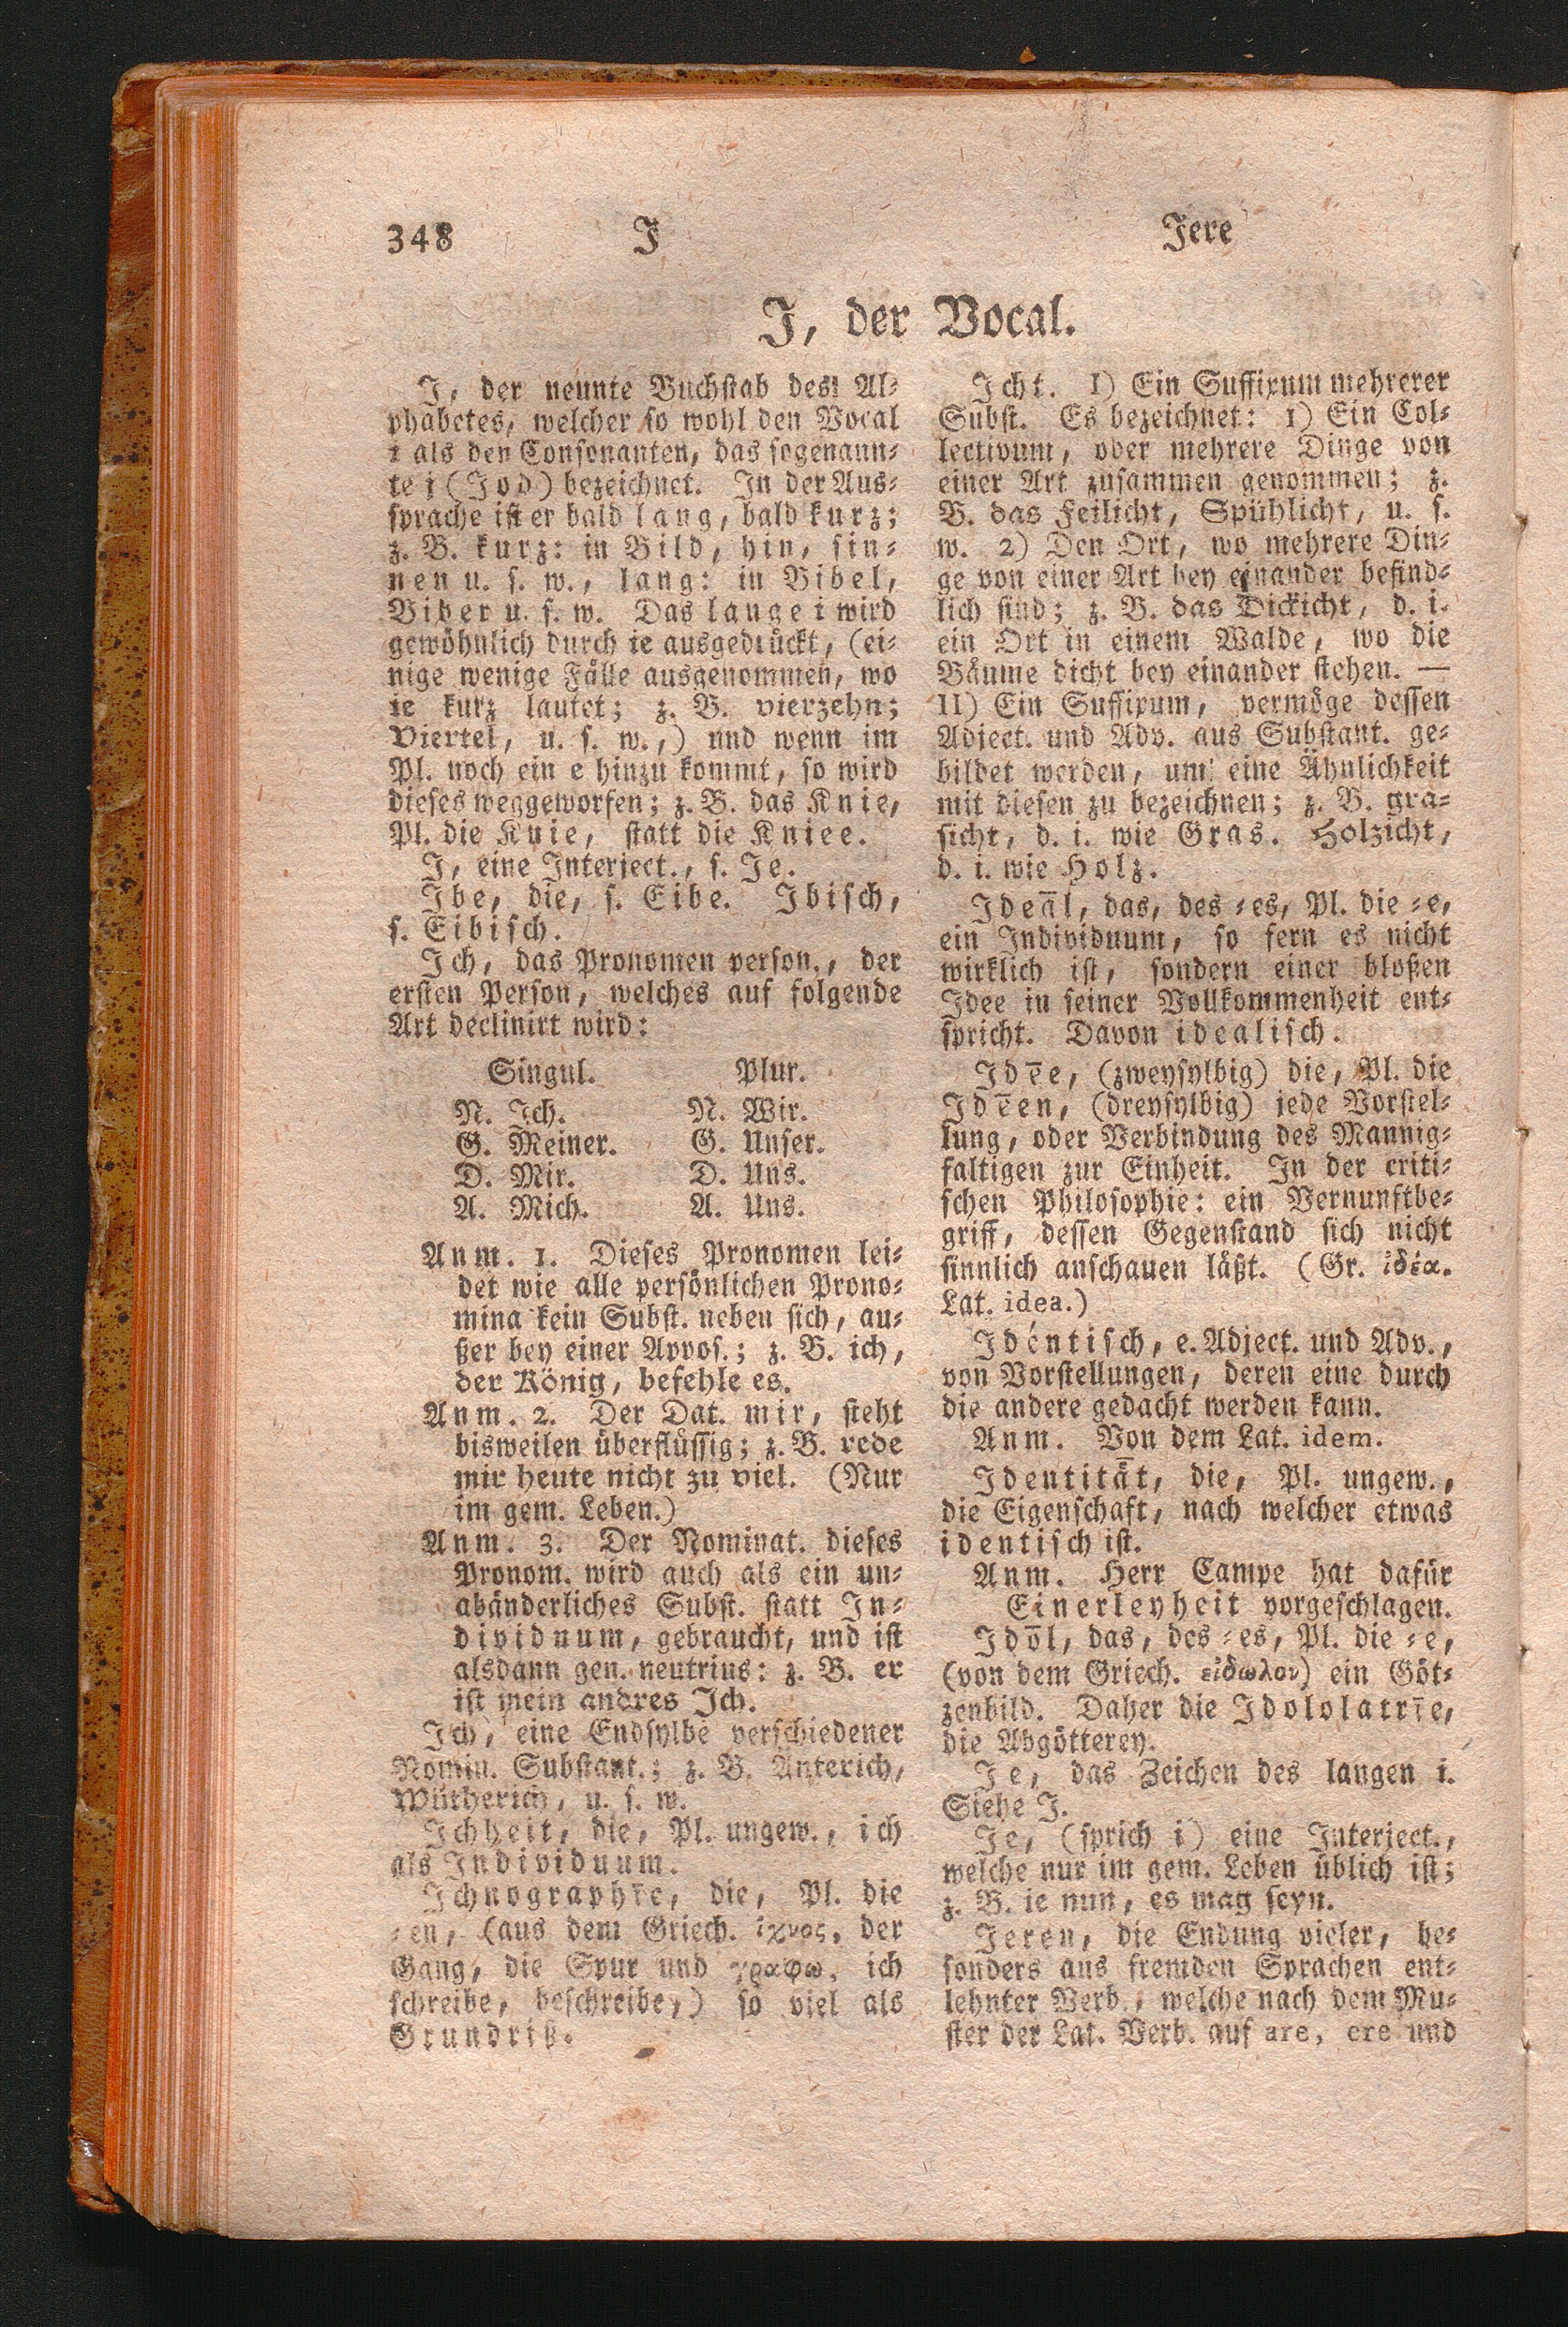 348 J Jere
J, der Vocal.
J, der neunte Buchſtab des Al⸗
phabetes, welcher ſo wohl den Vocal
i als den Conſonanten, das ſogenann⸗
te j (Jod) bezeichnet. In der Aus⸗
ſprache iſt er bald lang, bald kurz;
z. B. kurz: in Bild, hin, ſin⸗
nen u. ſ. w., lang: in Bibel,
Biber u. ſ. w. Das lange i wird
gewöhnlich durch ie ausgedrückt, (ei⸗
nige wenige Fälle ausgenommen, wo
ie kurz lautet; z. B. vierzehn;
Viertel, u. ſ. w.,) und wenn im
Pl. noch ein e hinzu kommt, ſo wird
dieſes weggeworfen; z. B. das Knie,
Pl. die Knie, ſtatt die Kniee.
J, eine Interject., ſ. Je.
Ibe, die, ſ. Eibe. Ibiſch,
ſ. Eibiſch.
Ich, das Pronomen perſon., der
erſten Perſon, welches auf folgende
Art declinirt wird:
Singul. Plur.
N. Ich. N. Wir.
G. Meiner. G. Unſer.
D. Mir. D. Uns.
A. Mich. A. Uns.
Anm. 1. Dieſes Pronomen lei⸗
det wie alle perſönlichen Prono⸗
mina kein Subſt. neben ſich, au⸗
ßer bey einer Appoſ.; z. B. ich,
der König, befehle es.
Anm. 2. Der Dat. mir, ſteht
bisweilen überflüſſig; z. B. rede
mir heute nicht zu viel. (Nur
im gem. Leben.)
Anm. 3. Der Nominat. dieſes
Pronom. wird auch als ein un⸗
abänderliches Subſt. ſtatt In⸗
dividuum, gebraucht, und iſt
alsdann gen. neutrius: z. B. er
iſt mein andres Ich.
Ich, eine Endſylbe verſchiedener
Nomin. Subſtant.; z. B. Änterich,
Wütherich, u. ſ. w.
Ichheit, die, Pl. ungew., ich
als Individuum.
Ichnographīe, die, Pl. die
⸗en, (aus dem Griech. ἰχνος, der
Gang, die Spur und γραφω, ich
ſchreibe, beſchreibe,) ſo viel als
Grundriß.
Icht. I) Ein Suffixum mehrerer
Subſt. Es bezeichnet: 1) Ein Col⸗
lectivum, oder mehrere Dinge von
einer Art zuſammen genommen; z.
B. das Feilicht, Spühlicht, u. ſ.
w. 2) Den Ort, wo mehrere Din⸗
ge von einer Art bey einander befind⸗
lich ſind; z. B. das Dickicht, d. i.
ein Ort in einem Walde, wo die
Bäume dicht bey einander ſtehen. —
II) Ein Suffixum, vermöge deſſen
Adject. und Adv. aus Subſtant. ge⸗
bildet werden, um eine Ähnlichkeit
mit dieſen zu bezeichnen; z. B. gra⸗
ſicht, d. i. wie Gras. Holzicht,
d. i. wie Holz.
Ideāl, das, des ⸗es, Pl. die ⸗e,
ein Individuum, ſo fern es nicht
wirklich iſt, ſondern einer bloßen
Idee in ſeiner Vollkommenheit ent⸗
ſpricht. Davon idealiſch.
Idēe, (zweyſylbig) die, Pl. die
Idēen, (dreyſylbig) jede Vorſtel⸗
lung, oder Verbindung des Mannig⸗
faltigen zur Einheit. In der criti⸗
ſchen Philoſophie: ein Vernunftbe⸗
griff, deſſen Gegenſtand ſich nicht
ſinnlich anſchauen läßt. (Gr. ἰδέα.
Lat. idea.)
Idéntiſch, e. Adject. und Adv.,
von Vorſtellungen, deren eine durch
die andere gedacht werden kann.
Anm. Von dem Lat. idem.
Identitǟt, die, Pl. ungew.,
die Eigenſchaft, nach welcher etwas
identiſch iſt.
Anm. Herr Campe hat dafür
Einerleyheit vorgeſchlagen.
Idōl, das, des ⸗es, Pl. die ⸗e,
(von dem Griech. εἰδωλον) ein Göt⸗
zenbild. Daher die Idololatrīe,
die Abgötterey.
Je, das Zeichen des langen i.
Siehe J.
Je, (ſprich i) eine Interject.,
welche nur im gem. Leben üblich iſt;
z. B. ie nun, es mag ſeyn.
Jeren, die Endung vieler, be⸗
ſonders aus fremden Sprachen ent⸗
lehnter Verb., welche nach dem Mu⸗
ſter der Lat. Verb. auf are, ere und